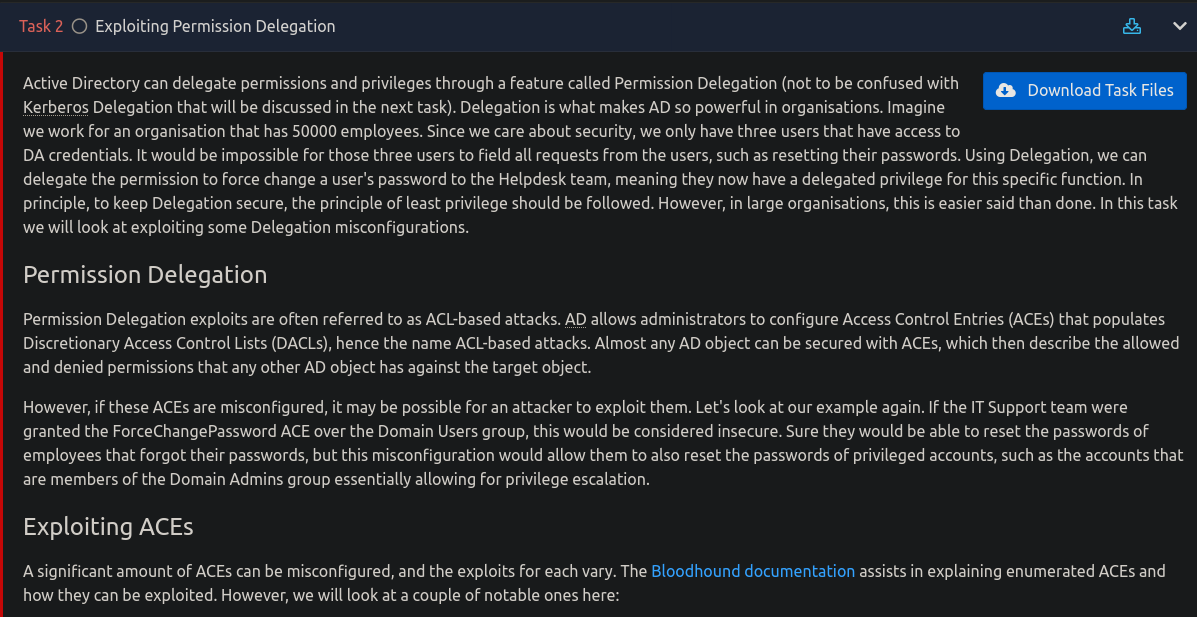 Task 2 Exploiting Permission Delegation
Active Directory can delegate permissions and privileges through a feature called Permission Delegation (not to be confused with
Kerberos Delegation that will be discussed in the next task). Delegation is what makes AD so powerful in organisations. Imagine
we work for an organisation that has 50000 employees. Since we care about security, we only have three users that have access to
DA credentials. It would be impossible for those three users to field all requests from the users, such as resetting their passwords. Using Delegation, we can
delegate the permission to force change a user's password to the Helpdesk team, meaning they now have a delegated privilege for this specific function. In
principle, to keep Delegation secure, the principle of least privilege should be followed. However, in large organisations, this is easier said than done. In this task
we will look at exploiting some Delegation misconfigurations.
Download Task Files
Permission Delegation
Permission Delegation exploits are often referred to as ACL-based attacks. AD allows administrators to configure Access Control Entries (ACEs) that populates
Discretionary Access Control Lists (DACLs), hence the name ACL-based attacks. Almost any AD object can be secured with ACEs, which then describe the allowed
and denied permissions that any other AD object has against the target object.
However, if these ACEs are misconfigured, it may be possible for an attacker to exploit them. Let's look at our example again. If the IT Support team were
granted the ForceChangePassword ACE over the Domain Users group, this would be considered insecure. Sure they would be able to reset the passwords of
employees that forgot their passwords, but this misconfiguration would allow them to also reset the passwords of privileged accounts, such as the accounts that
are members of the Domain Admins group essentially allowing for privilege escalation.
Exploiting ACEs
A significant amount of ACEs can be misconfigured, and the exploits for each vary. The Bloodhound documentation assists in explaining enumerated ACEs and
how they can be exploited. However, we will look at a couple of notable ones here: